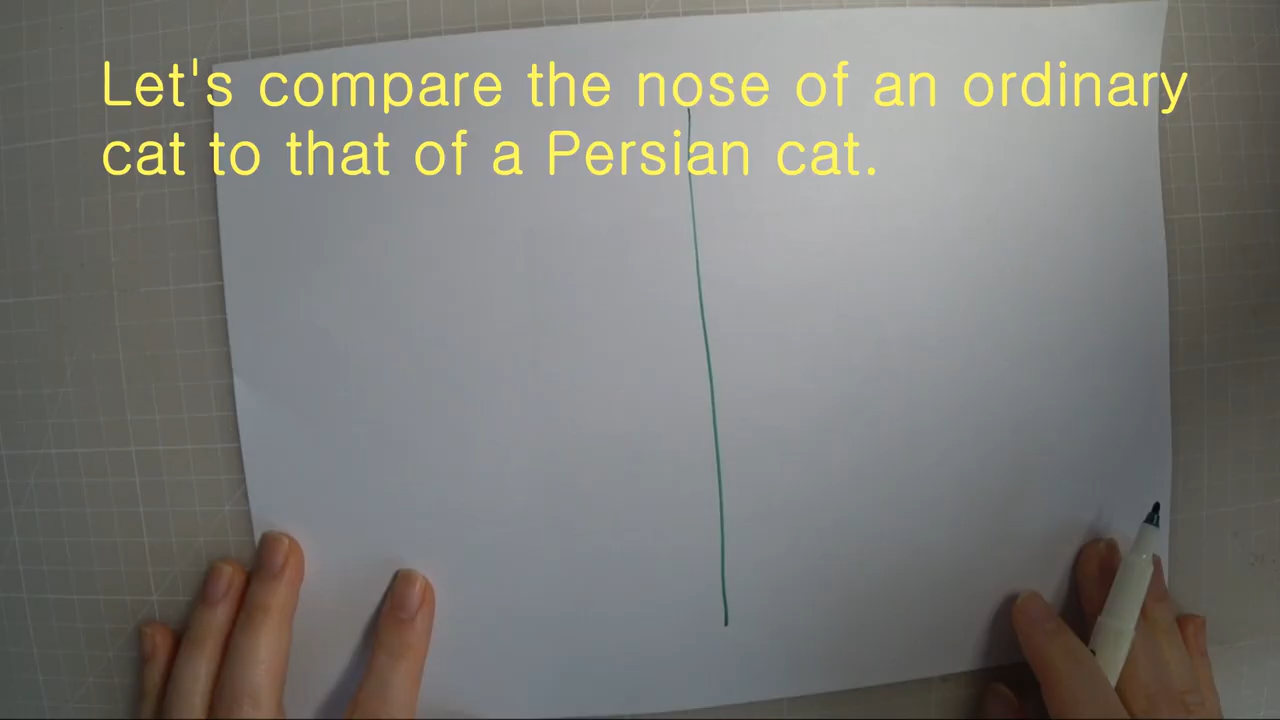 Let's compare the nose of an ordinary
cat to that of a Persian cat.